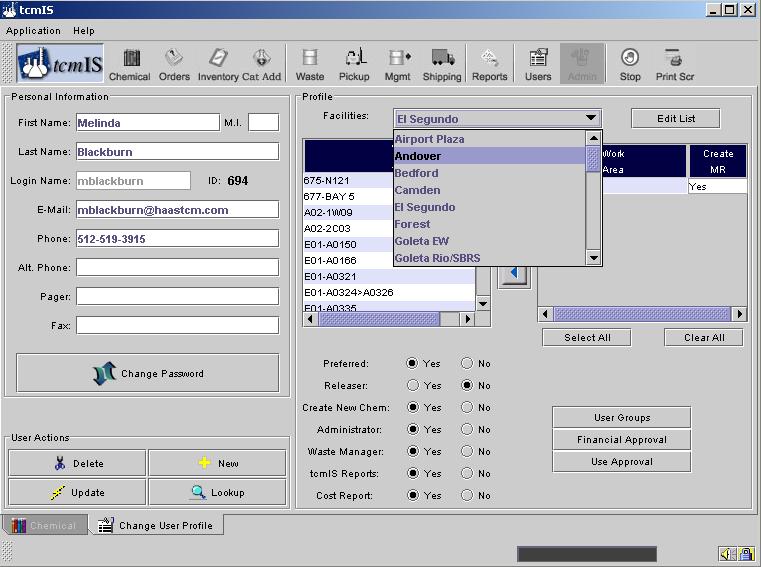 tcmIS
Application Help
tcmIS Chemical Orders Inventory Cat Add Waste Pickup Mgmt Shipping Reports Users Admin Stop Print Scr
Personal Information
First Name: Melinda M.I.
Last Name: Blackburn
Login Name: mblackburn ID: 694
E-Mail: mblackburn@haastcm.com
Phone: 512-519-3915
Alt. Phone:
Pager:
Fax:
Change Password
User Actions
Delete New
Update Lookup
Profile
Facilities: El Segundo Edit List
Airport Plaza
Andover
Bedford
Camden
El Segundo
Forest
Goleta EW
Goleta Rio/SBRS
675-N121
677-BAY 5
A02-1W09
A02-2C03
E01-A0150
E01-A0166
E01-A0321
E01-A0324>A0326
E01-A0335
Work Area Create MR
Yes
Select All Clear All
Preferred: Yes No
Releaser: Yes No
Create New Chem: Yes No
Administrator: Yes No
Waste Manager: Yes No
tcmIS Reports: Yes No
Cost Report: Yes No
User Groups
Financial Approval
Use Approval
Chemical Change User Profile